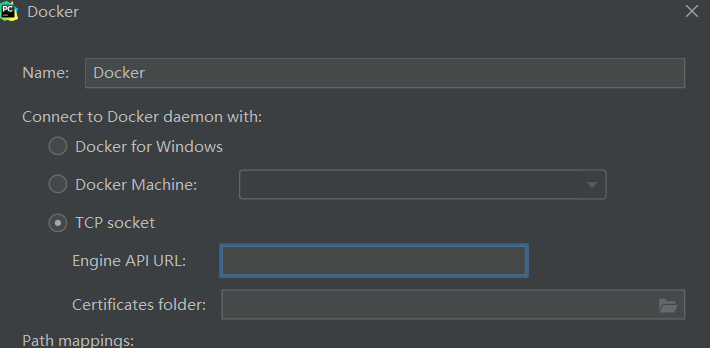 PC
Docker
Name: Docker
Connect to Docker daemon with:
Docker for Windows
Docker Machine:
TCP socket
Engine API URL:
Certificates folder:
Path mappings: